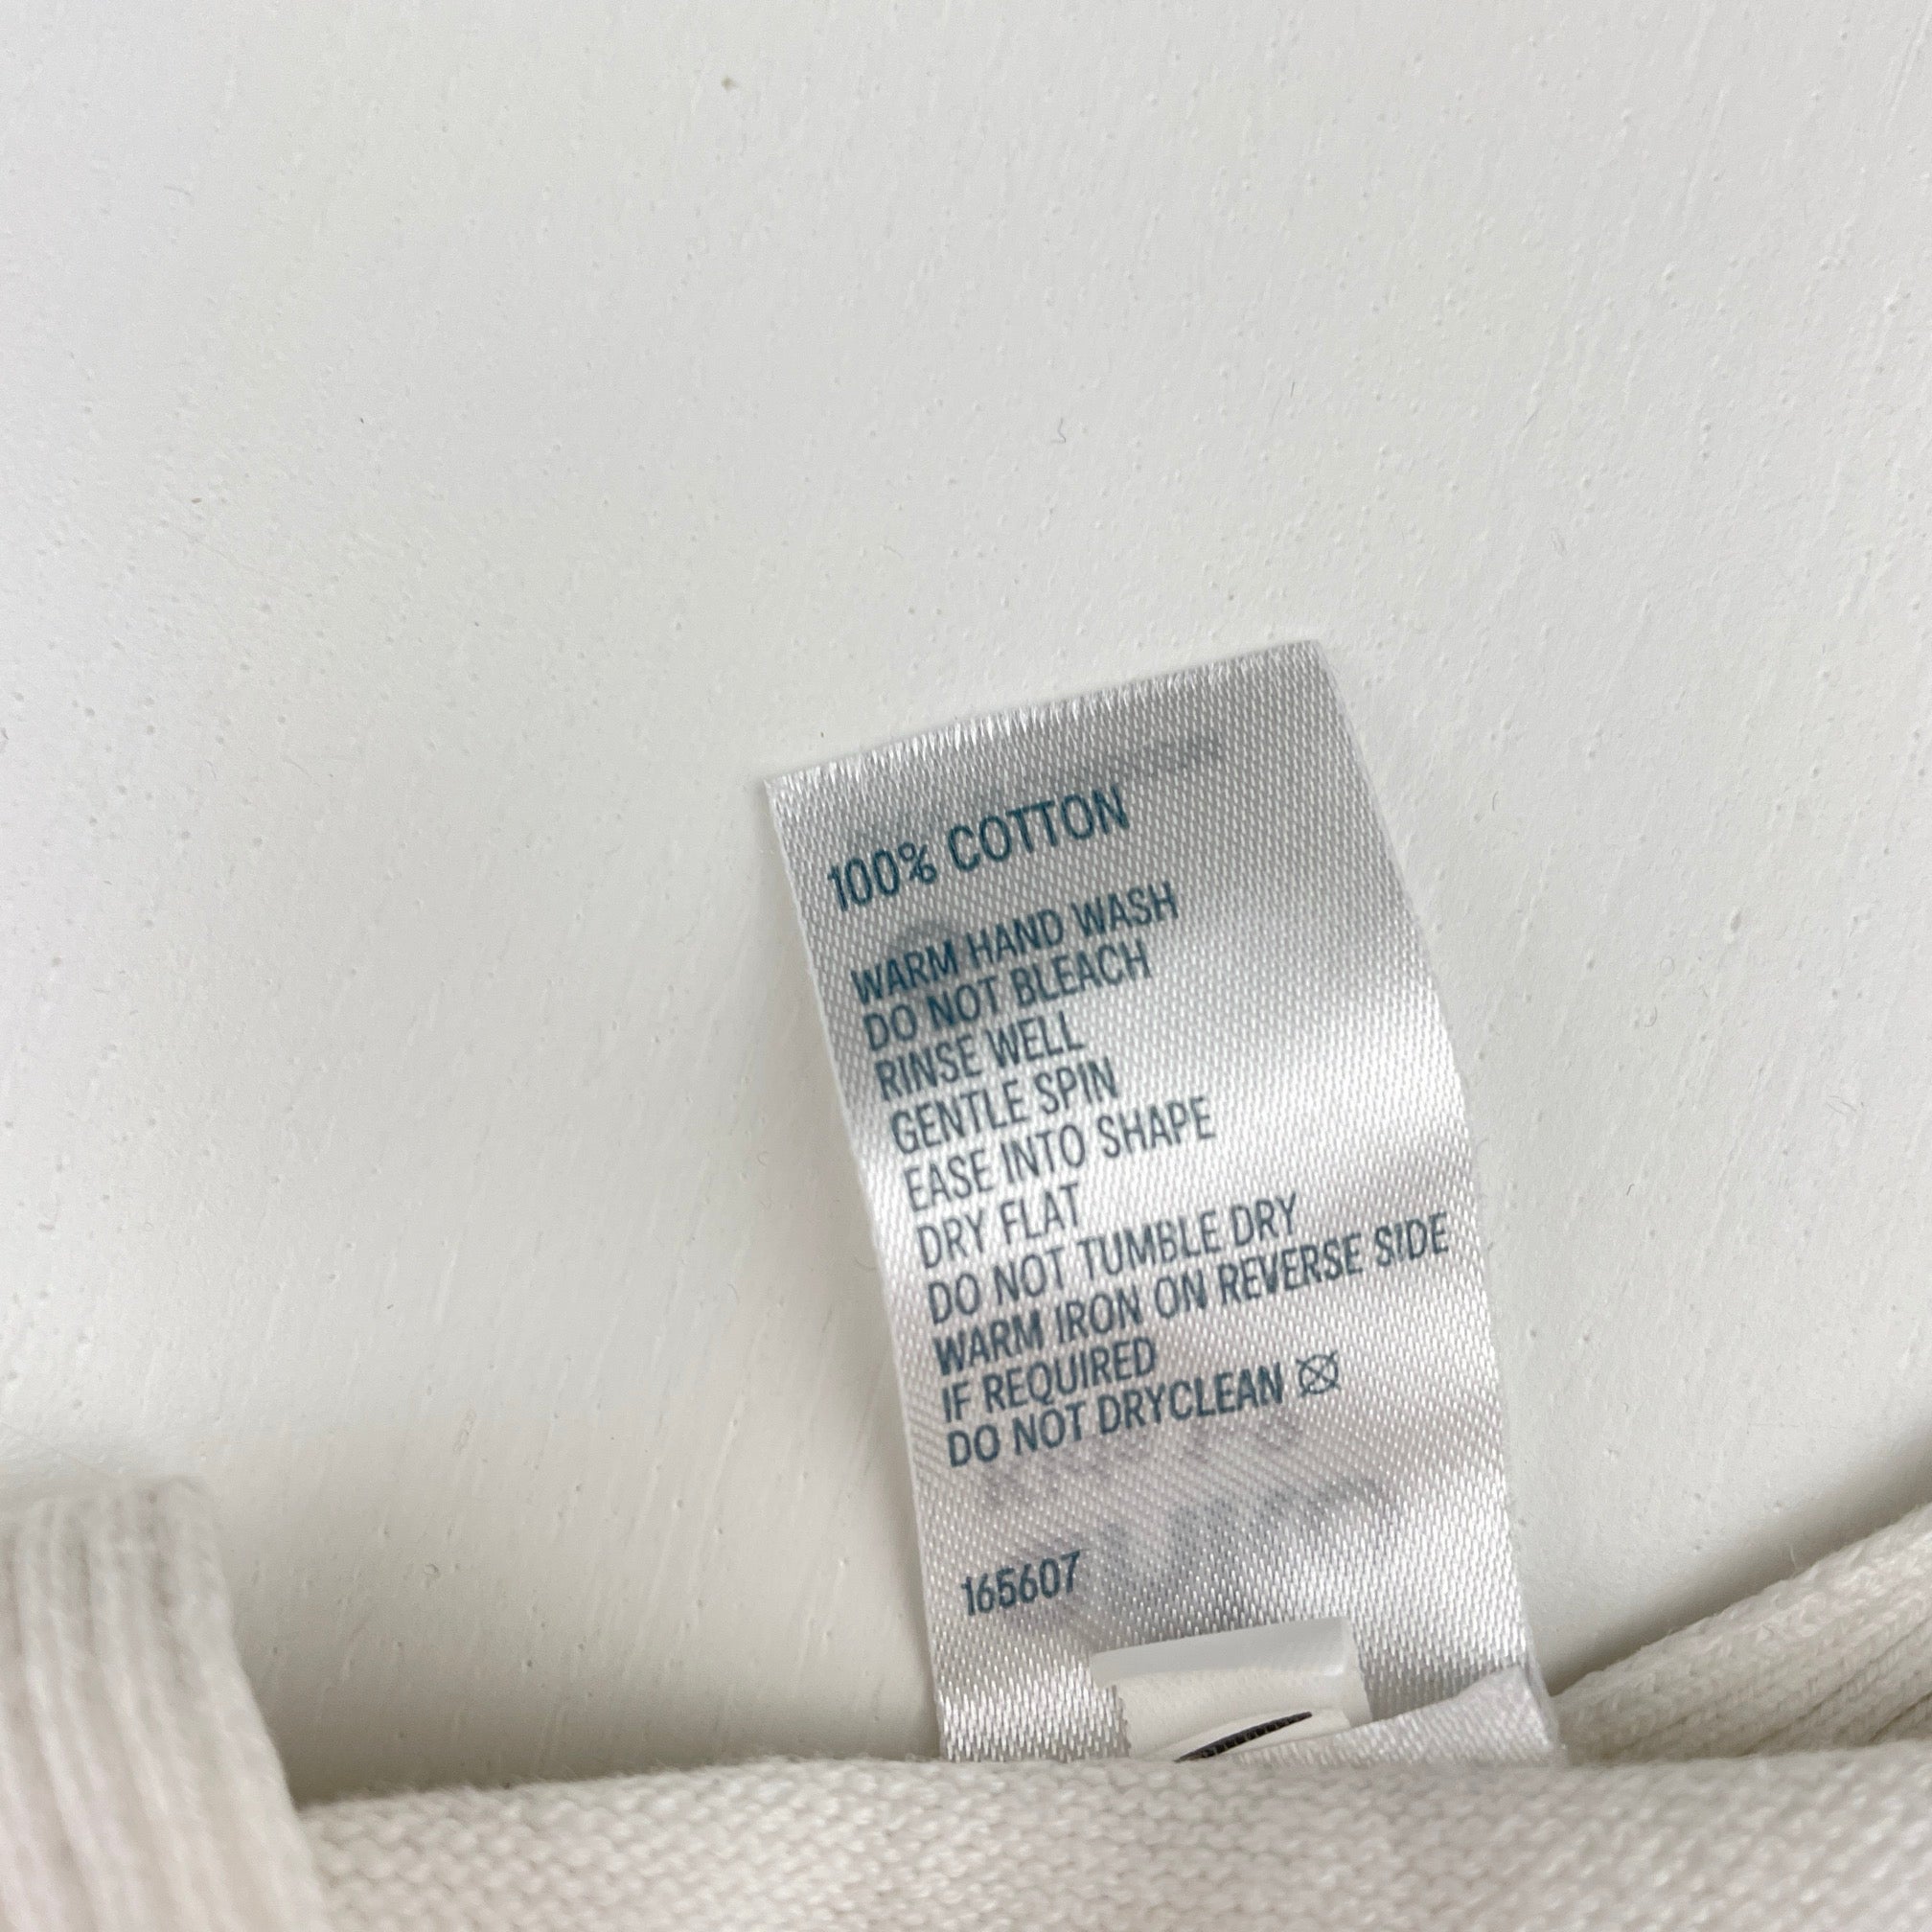 100% COTTON
WARM HAND WASH
DO NOT BLEACH
RINSE WELL
GENTLE SPIN
EASE INTO SHAPE
DRY FLAT
DO NOT TUMBLE DRY
WARM IRON ON REVERSE SIDE
IF REQUIRED
DO NOT DRYCLEAN
165607